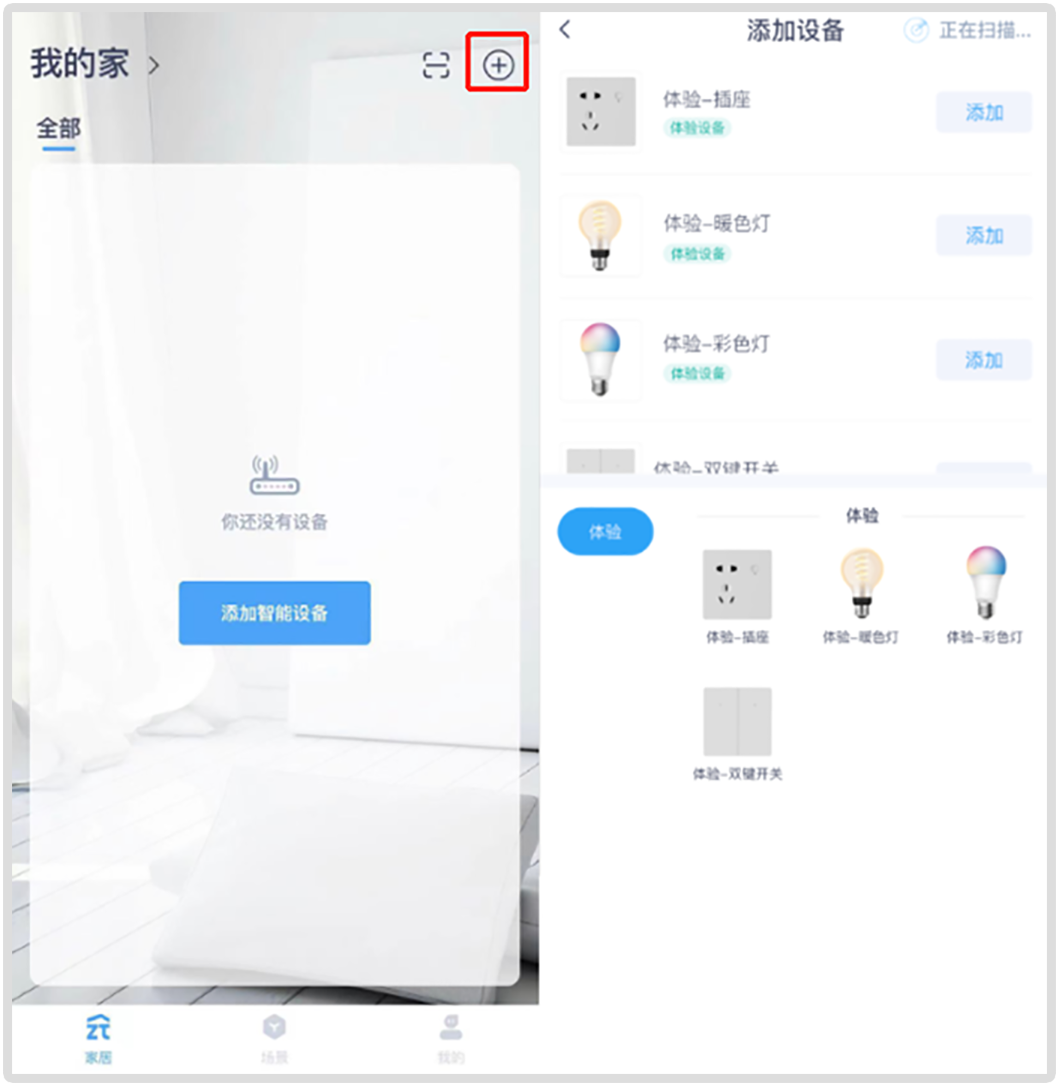 我的家
全部
你还没有设备
添加智能设备
家居
场景
我的
添加设备
正在扫描...
体验-插座
体验设备
添加
体验-暖色灯
体验设备
添加
体验-彩色灯
体验设备
添加
体验-双键开关
体验
体验
体验-插座
体验-暖色灯
体验-彩色灯
体验-双键开关